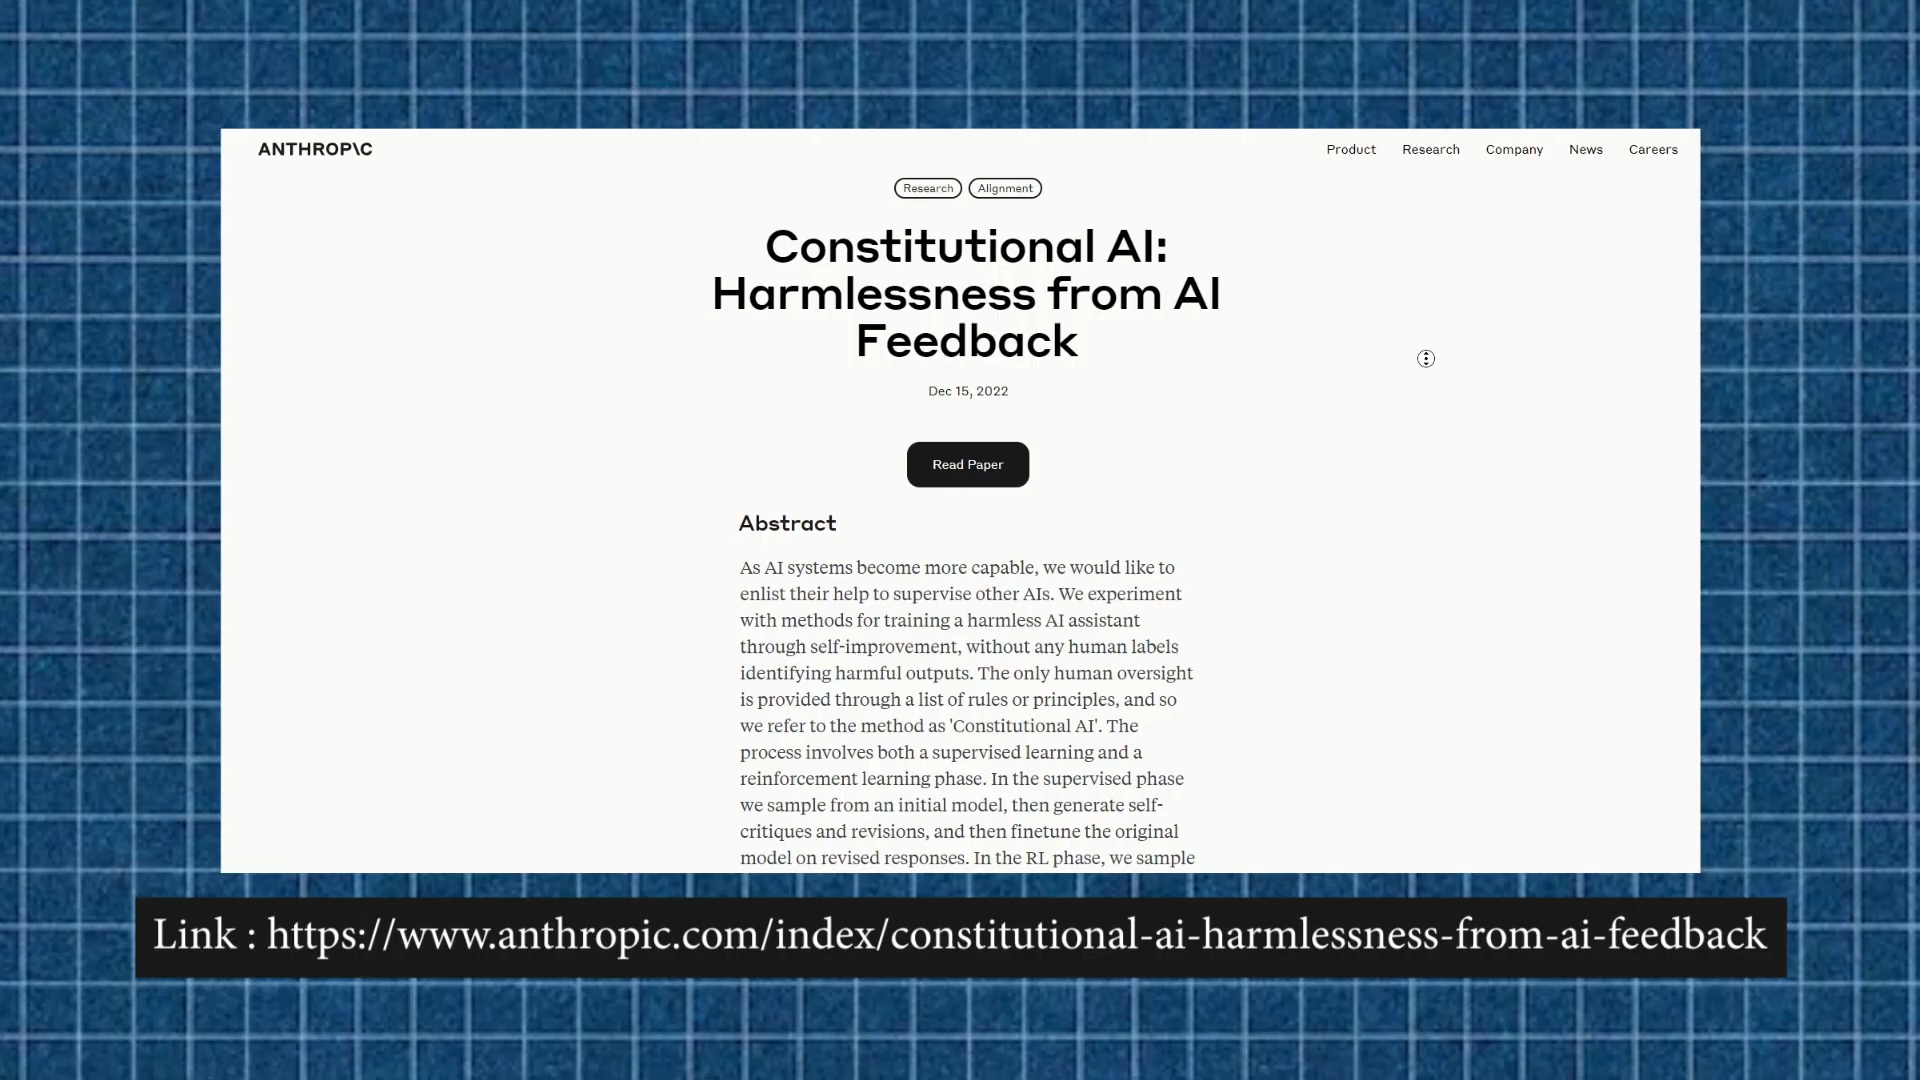 ANTHROP\C
Product Research Company News Careers
Research Alignment
Constitutional AI:
Harmlessness from AI
Feedback
Dec 15, 2022
Read Paper
Abstract
As AI systems become more capable, we would like to
enlist their help to supervise other AIs. We experiment
with methods for training a harmless AI assistant
through self-improvement, without any human labels
identifying harmful outputs. The only human oversight
is provided through a list of rules or principles, and so
we refer to the method as 'Constitutional AI'. The
process involves both a supervised learning and a
reinforcement learning phase. In the supervised phase
we sample from an initial model, then generate self-
critiques and revisions, and then finetune the original
model on revised responses. In the RL phase, we sample
Link : https://www.anthropic.com/index/constitutional-ai-harmlessness-from-ai-feedback